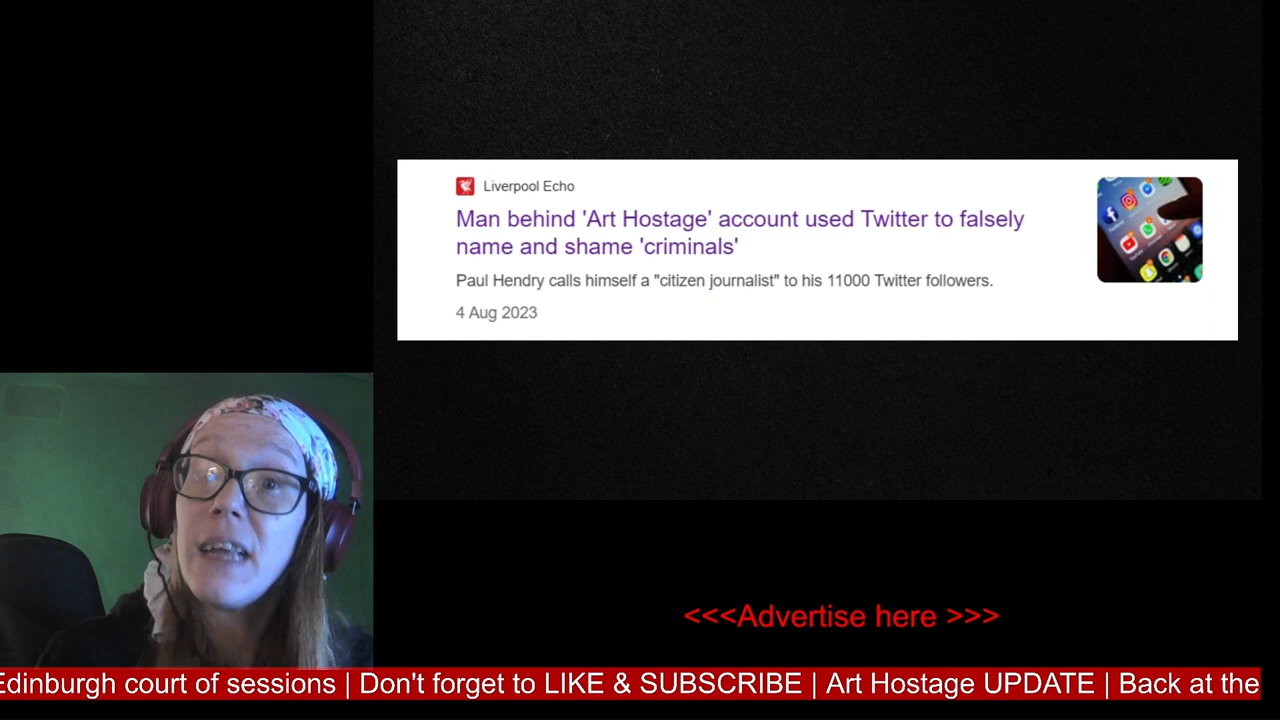 Liverpool Echo
Man behind 'Art Hostage' account used Twitter to falsely
name and shame 'criminals'
Paul Hendry calls himself a "citizen journalist" to his 11000 Twitter followers.
4 Aug 2023
<<<Advertise here >>>
Edinburgh court of sessions | Don't forget to LIKE & SUBSCRIBE | Art Hostage UPDATE | Back at the